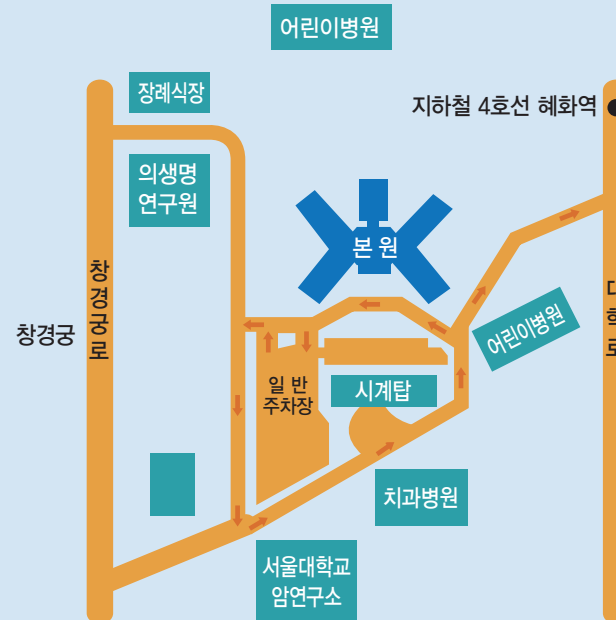 어린이병원
장례식장
지하철 4호선 혜화역
의생명
연구원
본 원
창경궁로
창경궁
어린이병원
일 반
주차장
시계탑
치과병원
서울대학교
암연구소